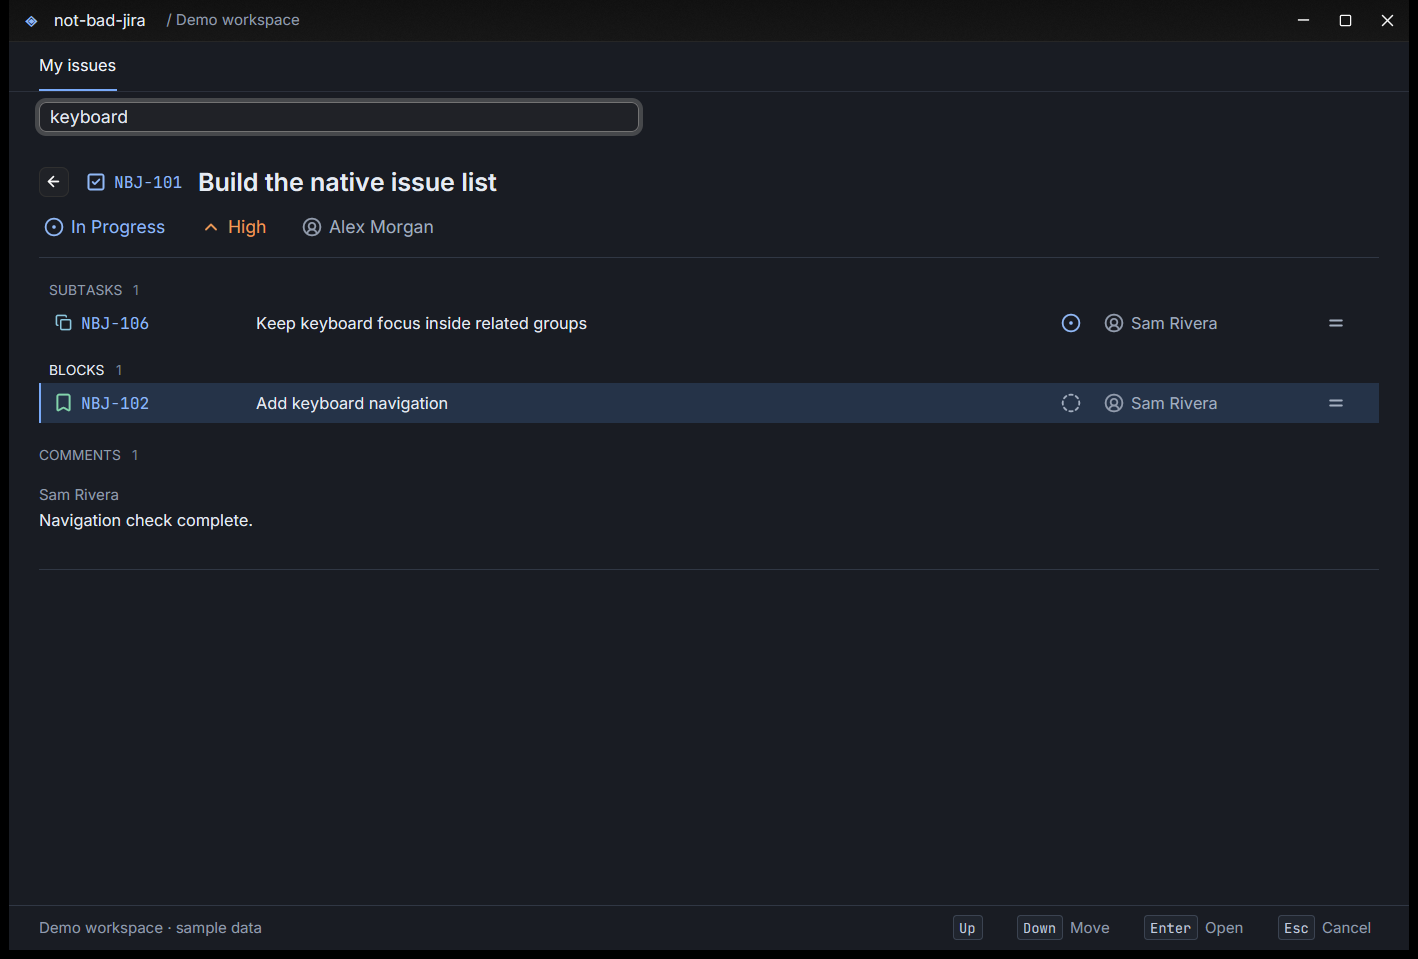 not-bad-jira / Demo workspace
My issues
keyboard
NBJ-101 Build the native issue list
In Progress High Alex Morgan
SUBTASKS 1
NBJ-106 Keep keyboard focus inside related groups Sam Rivera
BLOCKS 1
NBJ-102 Add keyboard navigation Sam Rivera
COMMENTS 1
Sam Rivera
Navigation check complete.
Demo workspace · sample data Up Down Move Enter Open Esc Cancel